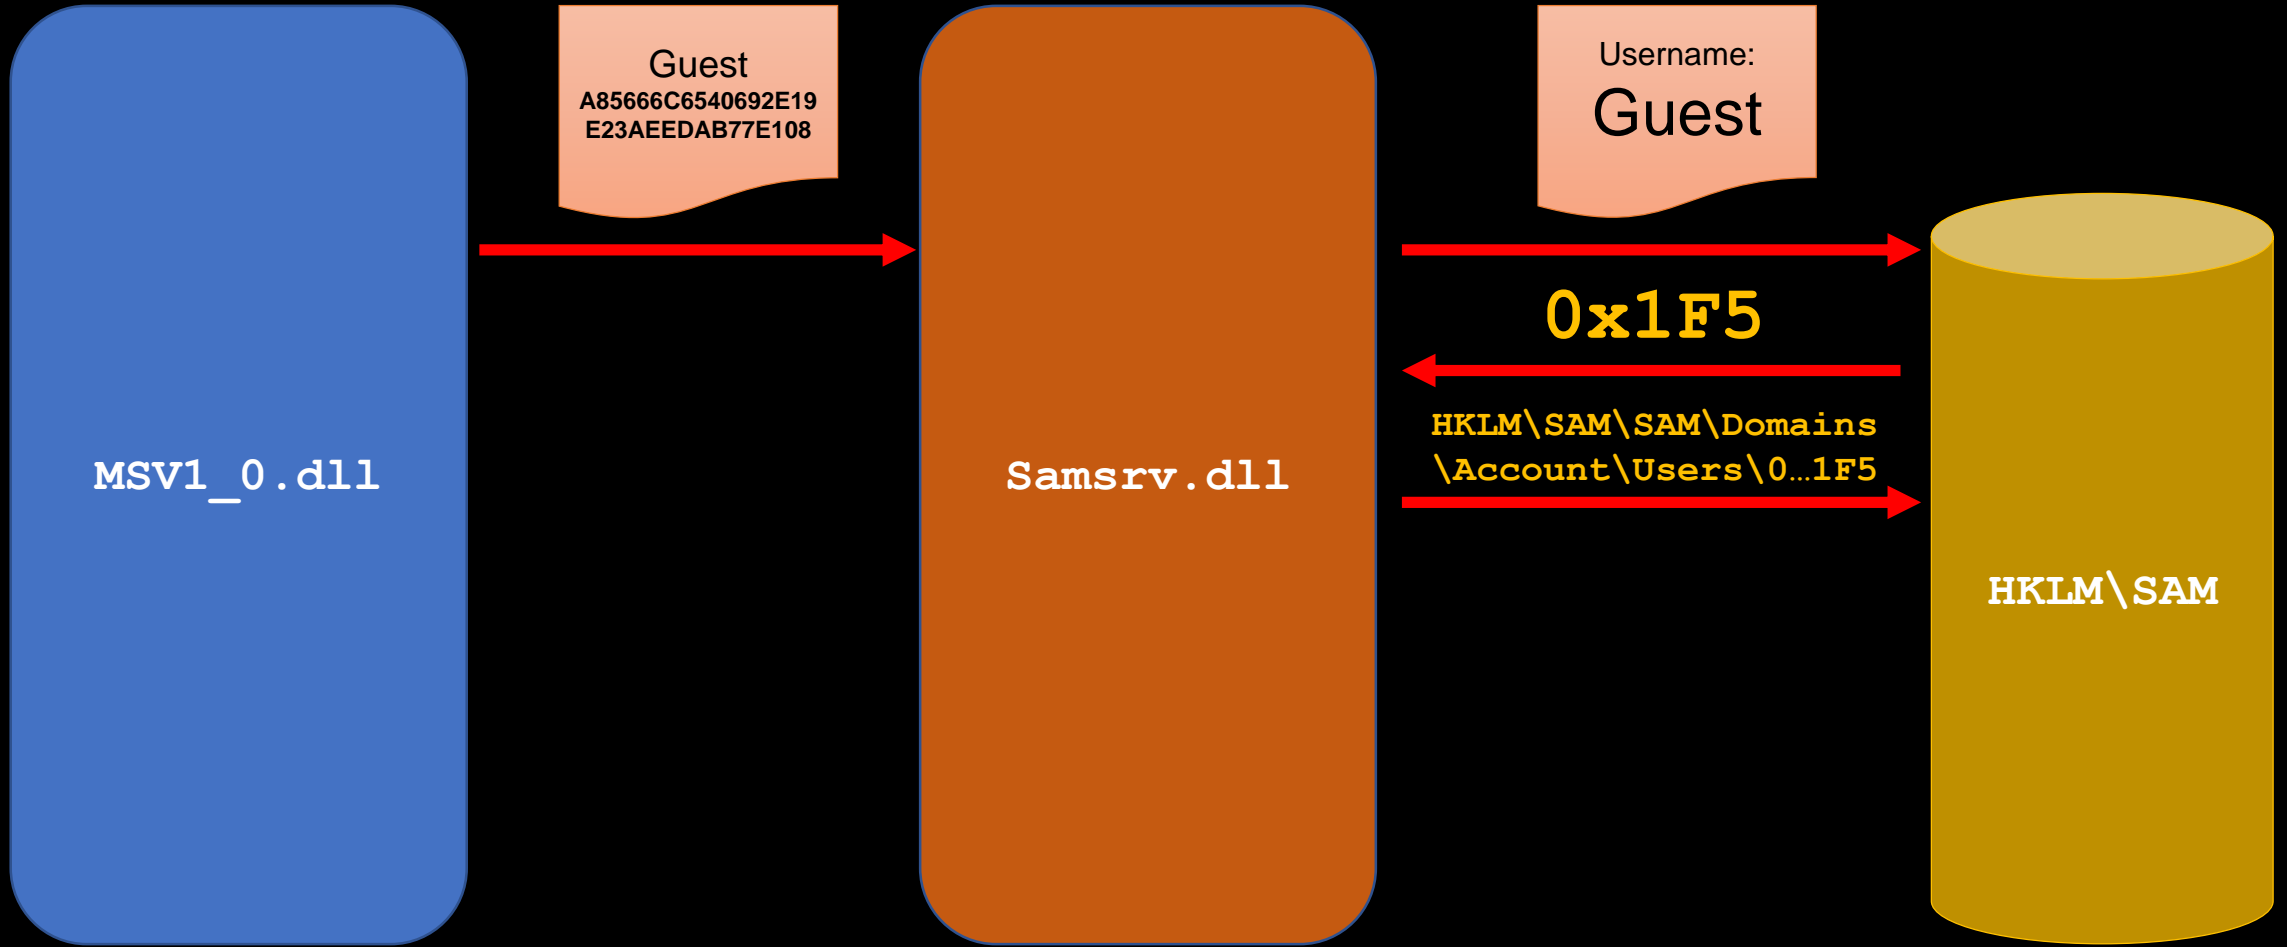 Guest
A85666C6540692E19
E23AEEDAB77E108
Username:
Guest
0x1F5
HKLM\SAM\SAM\Domains
\Account\Users\0…1F5
MSV1_0.dll
Samsrv.dll
HKLM\SAM